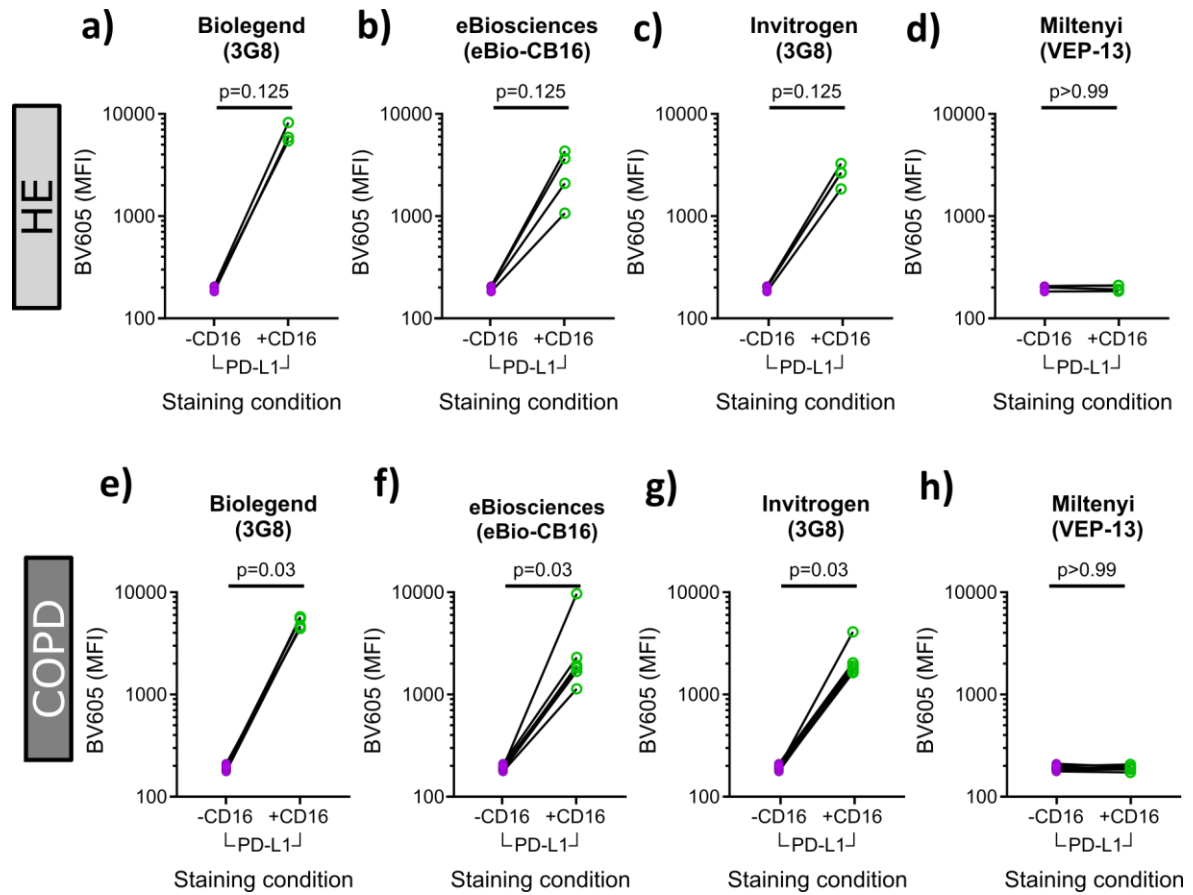 a)
Biolegend
(3G8)
p=0.125
10000
1000
100
BV605 (MFI)
-CD16 +CD16
PD-L1
Staining condition
b)
eBiosciences
(eBio-CB16)
p=0.125
10000
1000
100
BV605 (MFI)
-CD16 +CD16
PD-L1
Staining condition
c)
Invitrogen
(3G8)
p=0.125
10000
1000
100
BV605 (MFI)
-CD16 +CD16
PD-L1
Staining condition
d)
Miltenyi
(VEP-13)
p>0.99
10000
1000
100
BV605 (MFI)
-CD16 +CD16
PD-L1
Staining condition
HE
e)
Biolegend
(3G8)
p=0.03
10000
1000
100
BV605 (MFI)
-CD16 +CD16
PD-L1
Staining condition
f)
eBiosciences
(eBio-CB16)
p=0.03
10000
1000
100
BV605 (MFI)
-CD16 +CD16
PD-L1
Staining condition
g)
Invitrogen
(3G8)
p=0.03
10000
1000
100
BV605 (MFI)
-CD16 +CD16
PD-L1
Staining condition
h)
Miltenyi
(VEP-13)
p>0.99
10000
1000
100
BV605 (MFI)
-CD16 +CD16
PD-L1
Staining condition
COPD